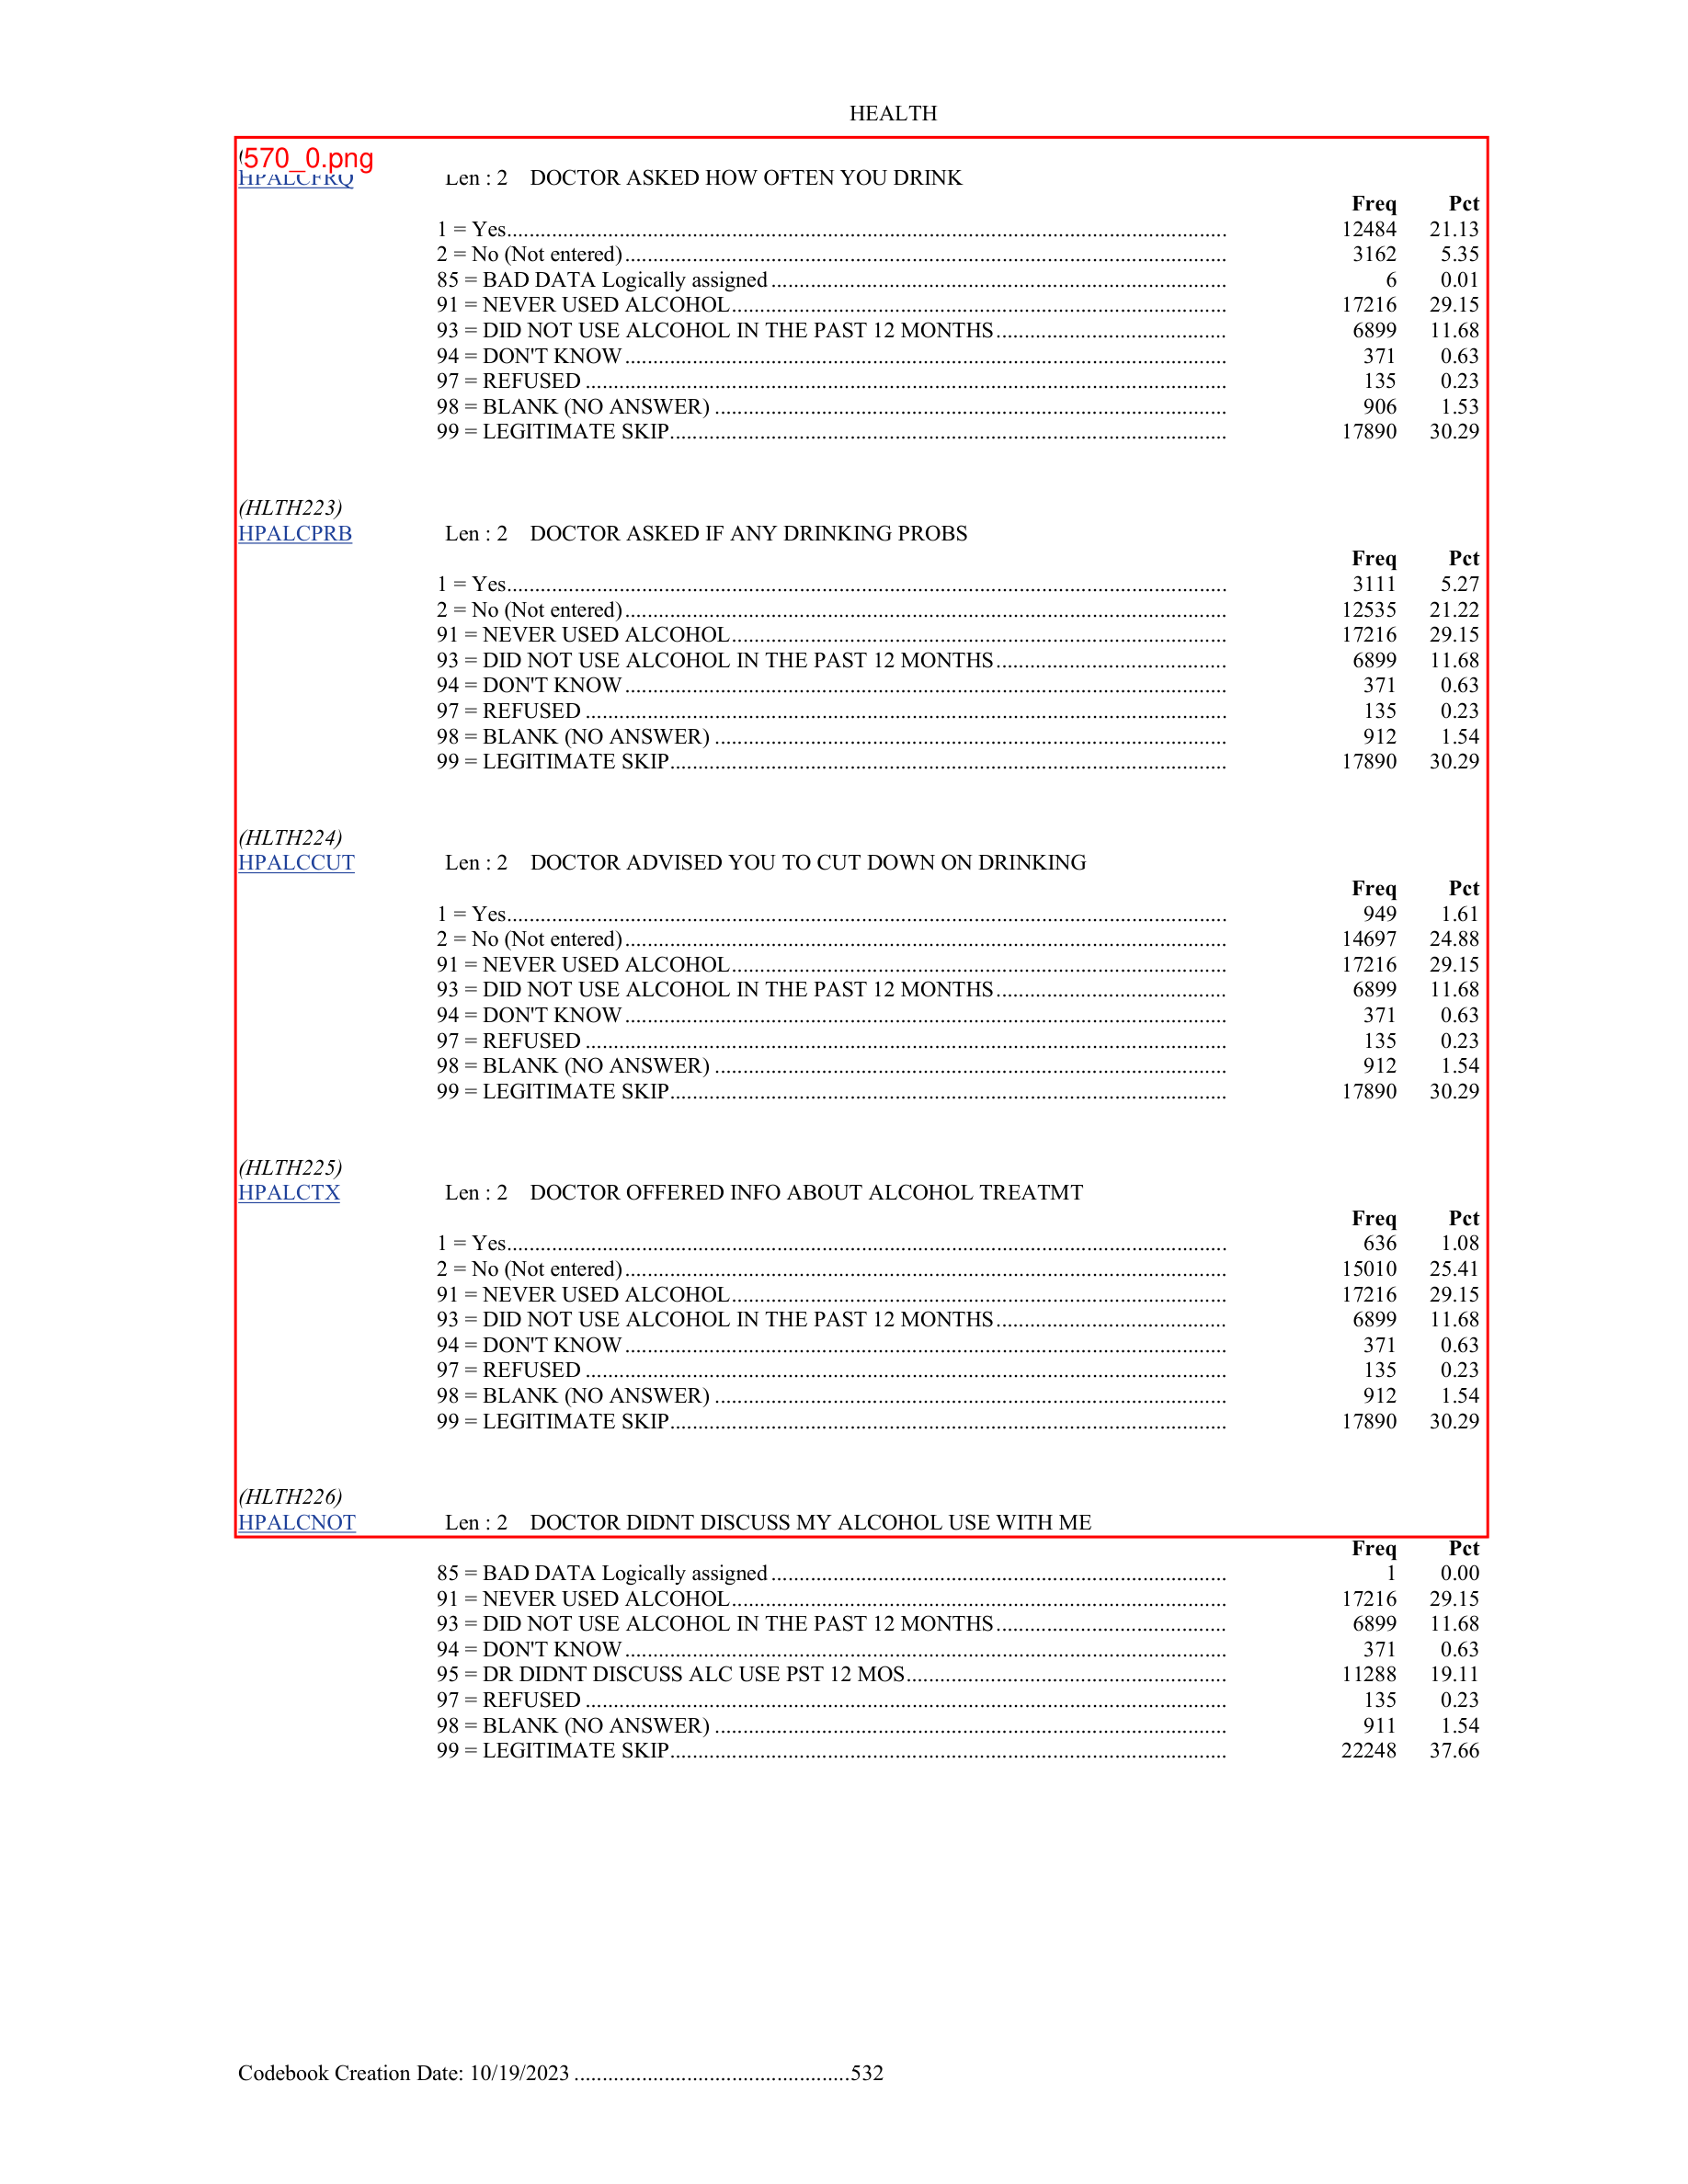 HEALTH
570_0.png
HPALCFRQ Len : 2 DOCTOR ASKED HOW OFTEN YOU DRINK
Freq Pct
1 = Yes................................................................ 12484 21.13
2 = No (Not entered)................................................................ 3162 5.35
85 = BAD DATA Logically assigned................................................................ 6 0.01
91 = NEVER USED ALCOHOL................................................................ 17216 29.15
93 = DID NOT USE ALCOHOL IN THE PAST 12 MONTHS......................................... 6899 11.68
94 = DON'T KNOW................................................................ 371 0.63
97 = REFUSED................................................................ 135 0.23
98 = BLANK (NO ANSWER)................................................................ 906 1.53
99 = LEGITIMATE SKIP................................................................ 17890 30.29
(HLTH223)
HPALCPRB Len : 2 DOCTOR ASKED IF ANY DRINKING PROBS
Freq Pct
1 = Yes................................................................ 3111 5.27
2 = No (Not entered)................................................................ 12535 21.22
91 = NEVER USED ALCOHOL................................................................ 17216 29.15
93 = DID NOT USE ALCOHOL IN THE PAST 12 MONTHS......................................... 6899 11.68
94 = DON'T KNOW................................................................ 371 0.63
97 = REFUSED................................................................ 135 0.23
98 = BLANK (NO ANSWER)................................................................ 912 1.54
99 = LEGITIMATE SKIP................................................................ 17890 30.29
(HLTH224)
HPALCCUT Len : 2 DOCTOR ADVISED YOU TO CUT DOWN ON DRINKING
Freq Pct
1 = Yes................................................................ 949 1.61
2 = No (Not entered)................................................................ 14697 24.88
91 = NEVER USED ALCOHOL................................................................ 17216 29.15
93 = DID NOT USE ALCOHOL IN THE PAST 12 MONTHS......................................... 6899 11.68
94 = DON'T KNOW................................................................ 371 0.63
97 = REFUSED................................................................ 135 0.23
98 = BLANK (NO ANSWER)................................................................ 912 1.54
99 = LEGITIMATE SKIP................................................................ 17890 30.29
(HLTH225)
HPALCTX Len : 2 DOCTOR OFFERED INFO ABOUT ALCOHOL TREATMT
Freq Pct
1 = Yes................................................................ 636 1.08
2 = No (Not entered)................................................................ 15010 25.41
91 = NEVER USED ALCOHOL................................................................ 17216 29.15
93 = DID NOT USE ALCOHOL IN THE PAST 12 MONTHS......................................... 6899 11.68
94 = DON'T KNOW................................................................ 371 0.63
97 = REFUSED................................................................ 135 0.23
98 = BLANK (NO ANSWER)................................................................ 912 1.54
99 = LEGITIMATE SKIP................................................................ 17890 30.29
(HLTH226)
HPALCNOT Len : 2 DOCTOR DIDNT DISCUSS MY ALCOHOL USE WITH ME
Freq Pct
85 = BAD DATA Logically assigned................................................................ 1 0.00
91 = NEVER USED ALCOHOL................................................................ 17216 29.15
93 = DID NOT USE ALCOHOL IN THE PAST 12 MONTHS......................................... 6899 11.68
94 = DON'T KNOW................................................................ 371 0.63
95 = DR DIDNT DISCUSS ALC USE PST 12 MOS......................................................... 11288 19.11
97 = REFUSED................................................................ 135 0.23
98 = BLANK (NO ANSWER)................................................................ 911 1.54
99 = LEGITIMATE SKIP................................................................ 22248 37.66
Codebook Creation Date: 10/19/2023 .................................................532